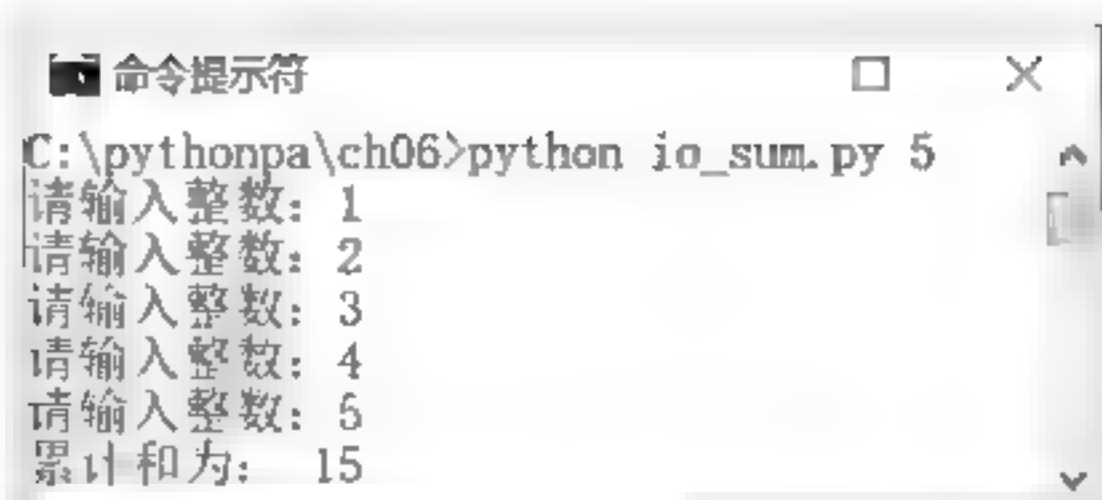 命令提示符
C:\pythonpa\ch06>python io_sum.py 5
请输入整数: 1
请输入整数: 2
请输入整数: 3
请输入整数: 4
请输入整数: 5
累计和为:  15